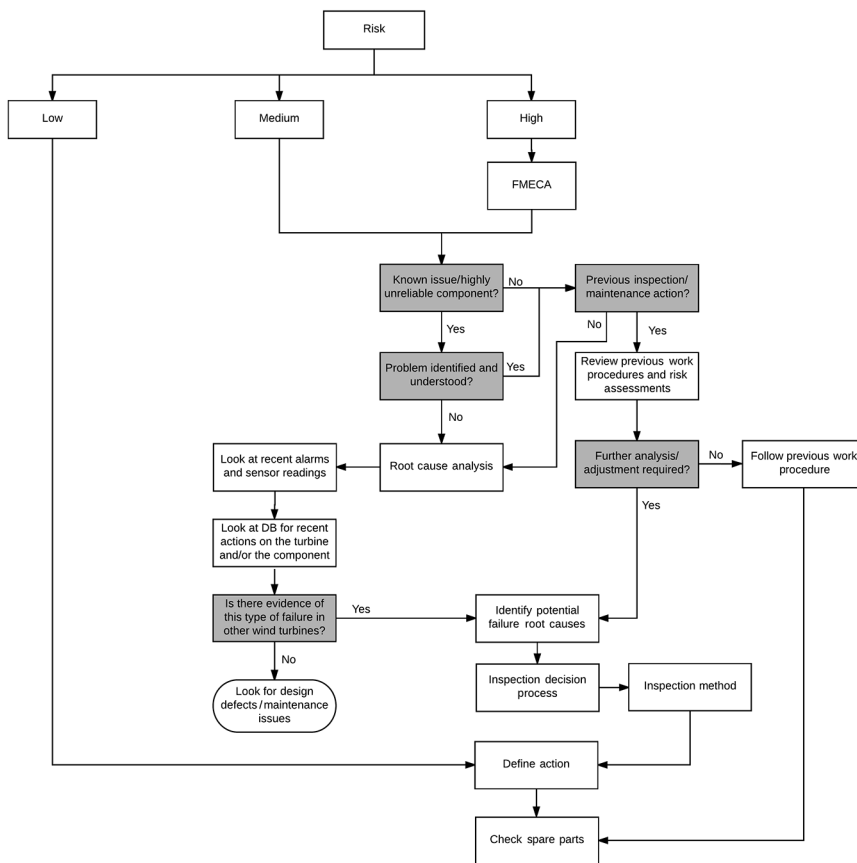 Risk
Low
Medium
High
FMECA
Known issue/highly
unreliable component?
No
Previous inspection/
maintenance action?
Yes
No
Yes
Problem identified and
understood?
Yes
Review previous work
procedures and risk
assessments
No
Look at recent alarms
and sensor readings
Root cause analysis
Further analysis/
adjustment required?
No
Follow previous work
procedure
Yes
Look at DB for recent
actions on the turbine
and/or the component
Is there evidence of
this type of failure in
other wind turbines?
Yes
Identify potential
failure root causes
No
Look for design
defects/maintenance
issues
Inspection decision
process
Inspection method
Define action
Check spare parts